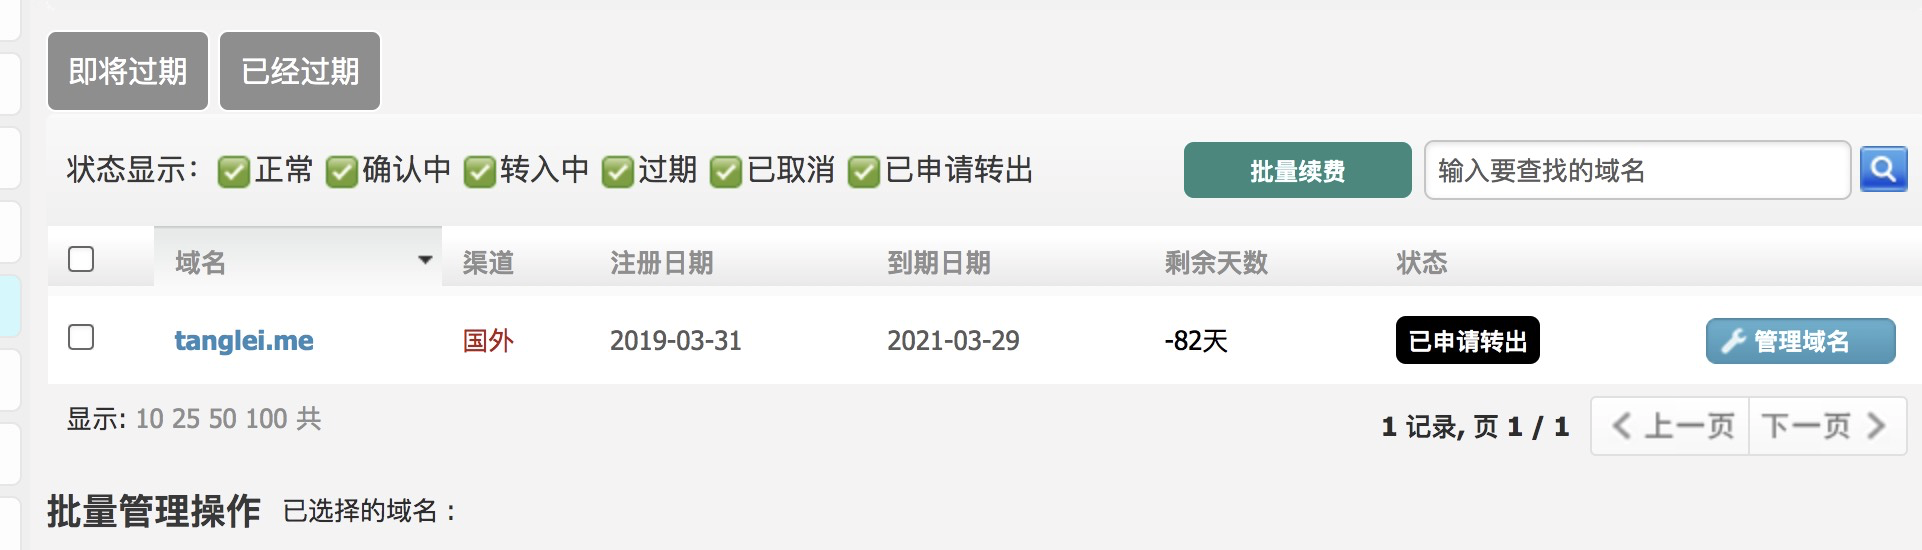 即将过期 已经过期
状态显示： 正常 确认中 转入中 过期 已取消 已申请转出 批量续费 输入要查找的域名
域名 渠道 注册日期 到期日期 剩余天数 状态
tanglei.me 国外 2019-03-31 2021-03-29 -82天 已申请转出 管理域名
显示: 10 25 50 100 共
1 记录, 页 1 / 1 上一页 下一页
批量管理操作 已选择的域名：